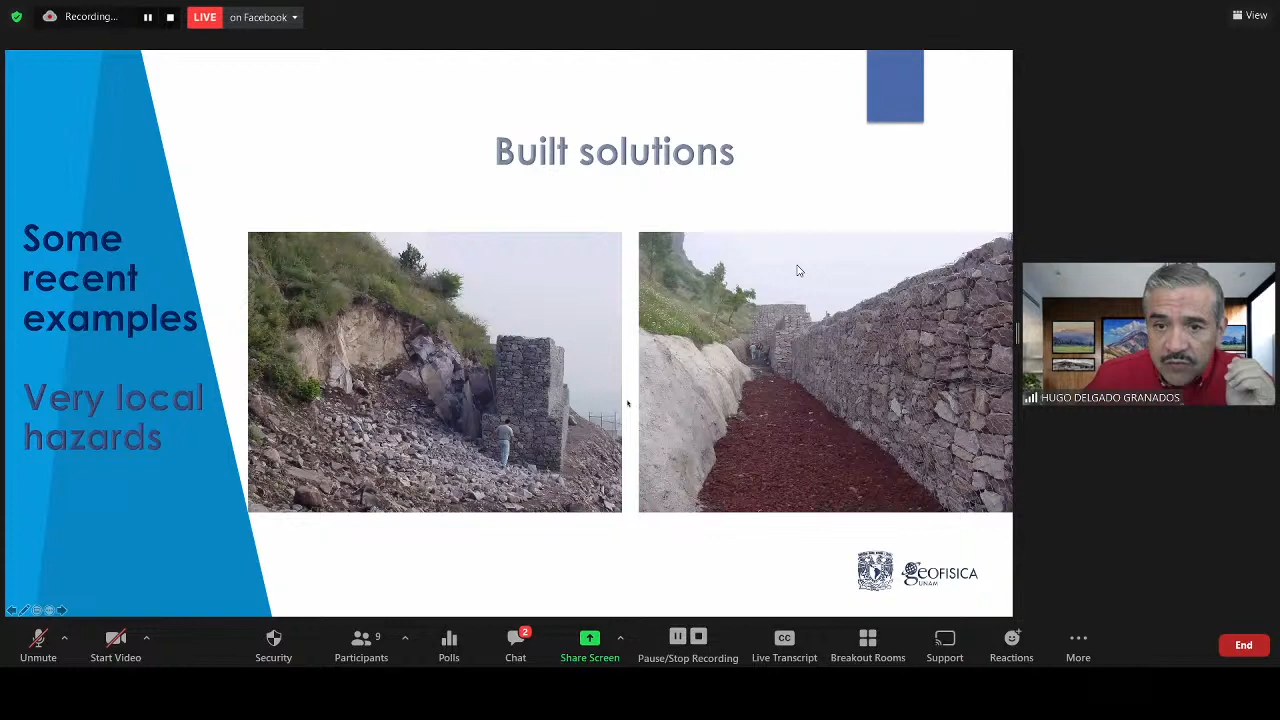 Recording...
LIVE
on Facebook
View
Built solutions
Some
recent
examples
Very local
hazards
HUGO DELGADO GRANADOS
GEOFISICA
UNAM
Unmute
Start Video
Security
9
Participants
Polls
2
Chat
Share Screen
Pause/Stop Recording
CC
Live Transcript
Breakout Rooms
Support
Reactions
More
End